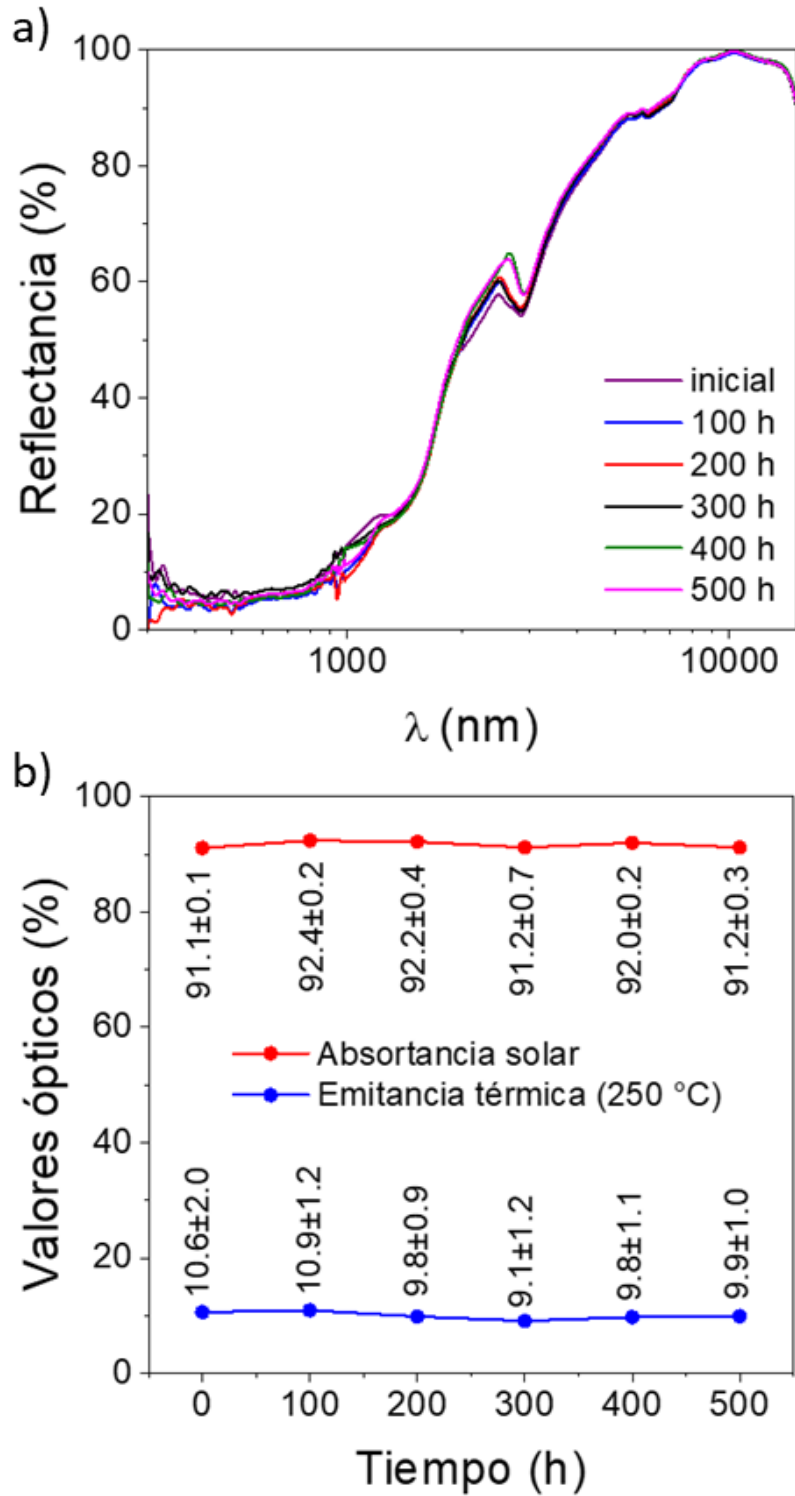 a)
100
80
60
40
20
0
Reflectancia (%)
inicial
100 h
200 h
300 h
400 h
500 h
1000
10000
λ (nm)
b)
100
80
60
40
20
0
Valores ópticos (%)
91.1±0.1
92.4±0.2
92.2±0.4
91.2±0.7
92.0±0.2
91.2±0.3
Absortancia solar
Emitancia térmica (250 °C)
10.6±2.0
10.9±1.2
9.8±0.9
9.1±1.2
9.8±1.1
9.9±1.0
0
100
200
300
400
500
Tiempo (h)